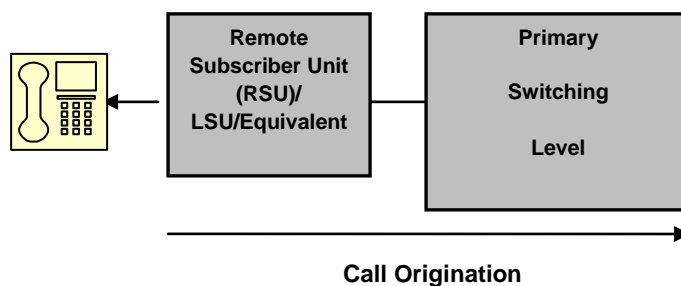 Remote
Subscriber Unit
(RSU)/
LSU/Equivalent
Primary
Switching
Level
Call Origination